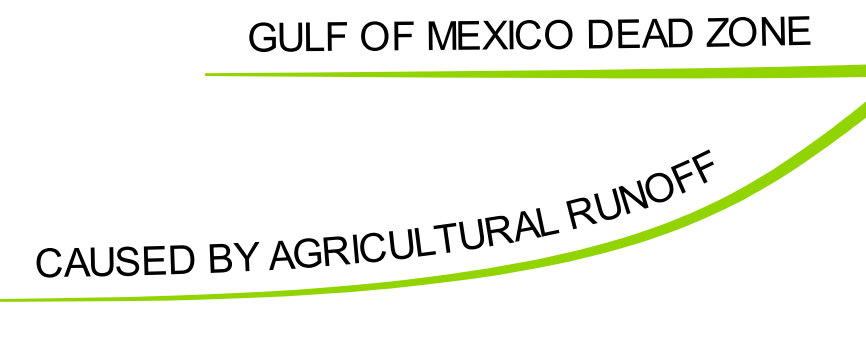 GULF OF MEXICO DEAD ZONE
CAUSED BY AGRICULTURAL RUNOFF